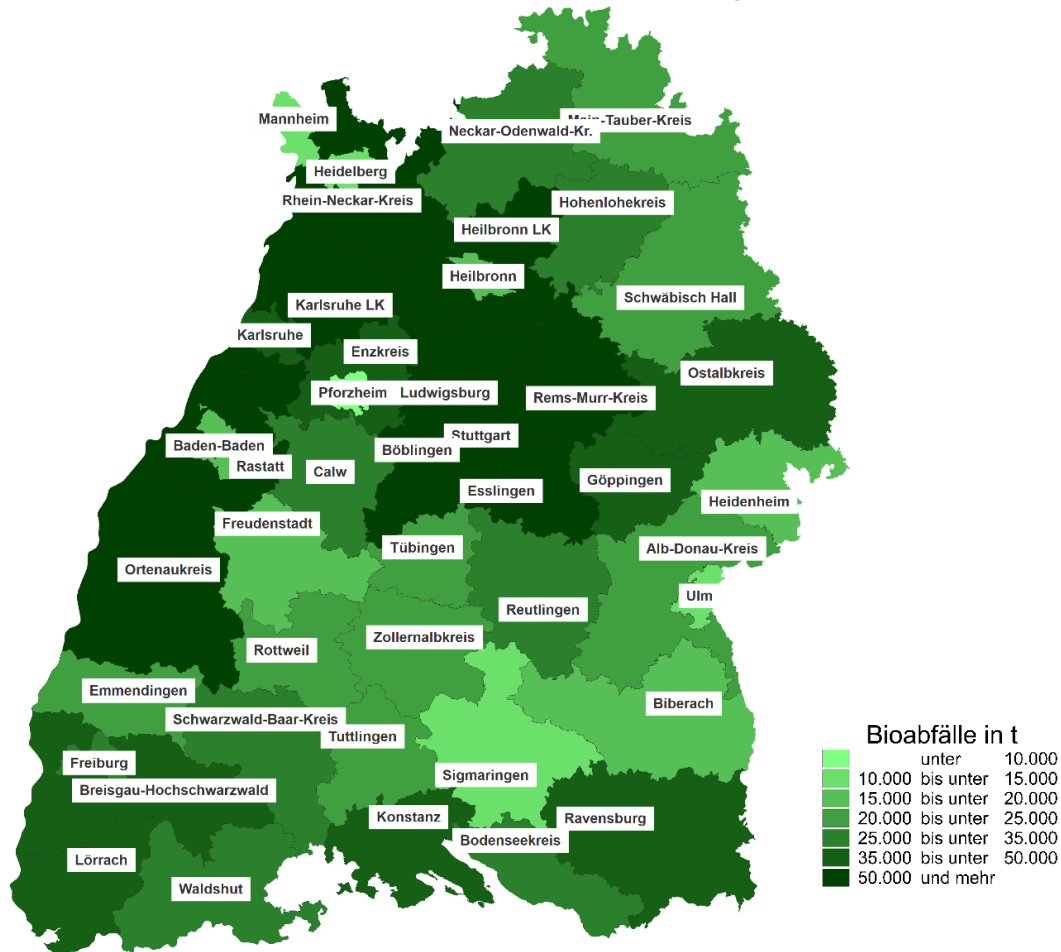 Mannheim
Main-Tauber-Kreis
Neckar-Odenwald-Kr.
Heidelberg
Rhein-Neckar-Kreis
Hohenlohekreis
Heilbronn LK
Heilbronn
Schwäbisch Hall
Karlsruhe LK
Karlsruhe
Enzkreis
Ostalbkreis
Pforzheim
Ludwigsburg
Rems-Murr-Kreis
Stuttgart
Baden-Baden
Böblingen
Rastatt
Calw
Göppingen
Esslingen
Heidenheim
Freudenstadt
Tübingen
Alb-Donau-Kreis
Ortenaukreis
Ulm
Reutlingen
Zollernalbkreis
Rottweil
Emmendingen
Biberach
Schwarzwald-Baar-Kreis
Tuttlingen
Freiburg
Sigmaringen
Breisgau-Hochschwarzwald
Konstanz
Ravensburg
Bodenseekreis
Lörrach
Waldshut
Bioabfälle in t
unter 10.000
10.000 bis unter 15.000
15.000 bis unter 20.000
20.000 bis unter 25.000
25.000 bis unter 35.000
35.000 bis unter 50.000
50.000 und mehr